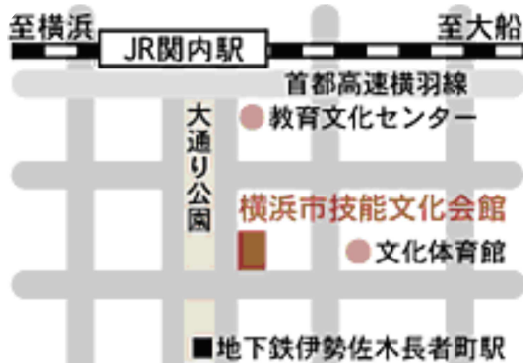 至横浜
至大船
JR関内駅
首都高速横羽線
大通り公園
教育文化センター
横浜市技能文化会館
文化体育館
■地下鉄伊勢佐木長者町駅